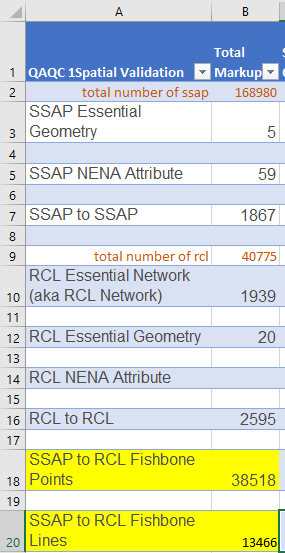 A B
Total
1 QAQC 1Spatial Validation Markup
2 total number of ssap 168980
SSAP Essential
3 Geometry 5
4
5 SSAP NENA Attribute 59
6
7 SSAP to SSAP 1867
8
9 total number of rcl 40775
RCL Essential Network
10 (aka RCL Network) 1939
11
12 RCL Essential Geometry 20
13
14 RCL NENA Attribute
15
16 RCL to RCL 2595
17
SSAP to RCL Fishbone
18 Points 38518
19
SSAP to RCL Fishbone
20 Lines 13466